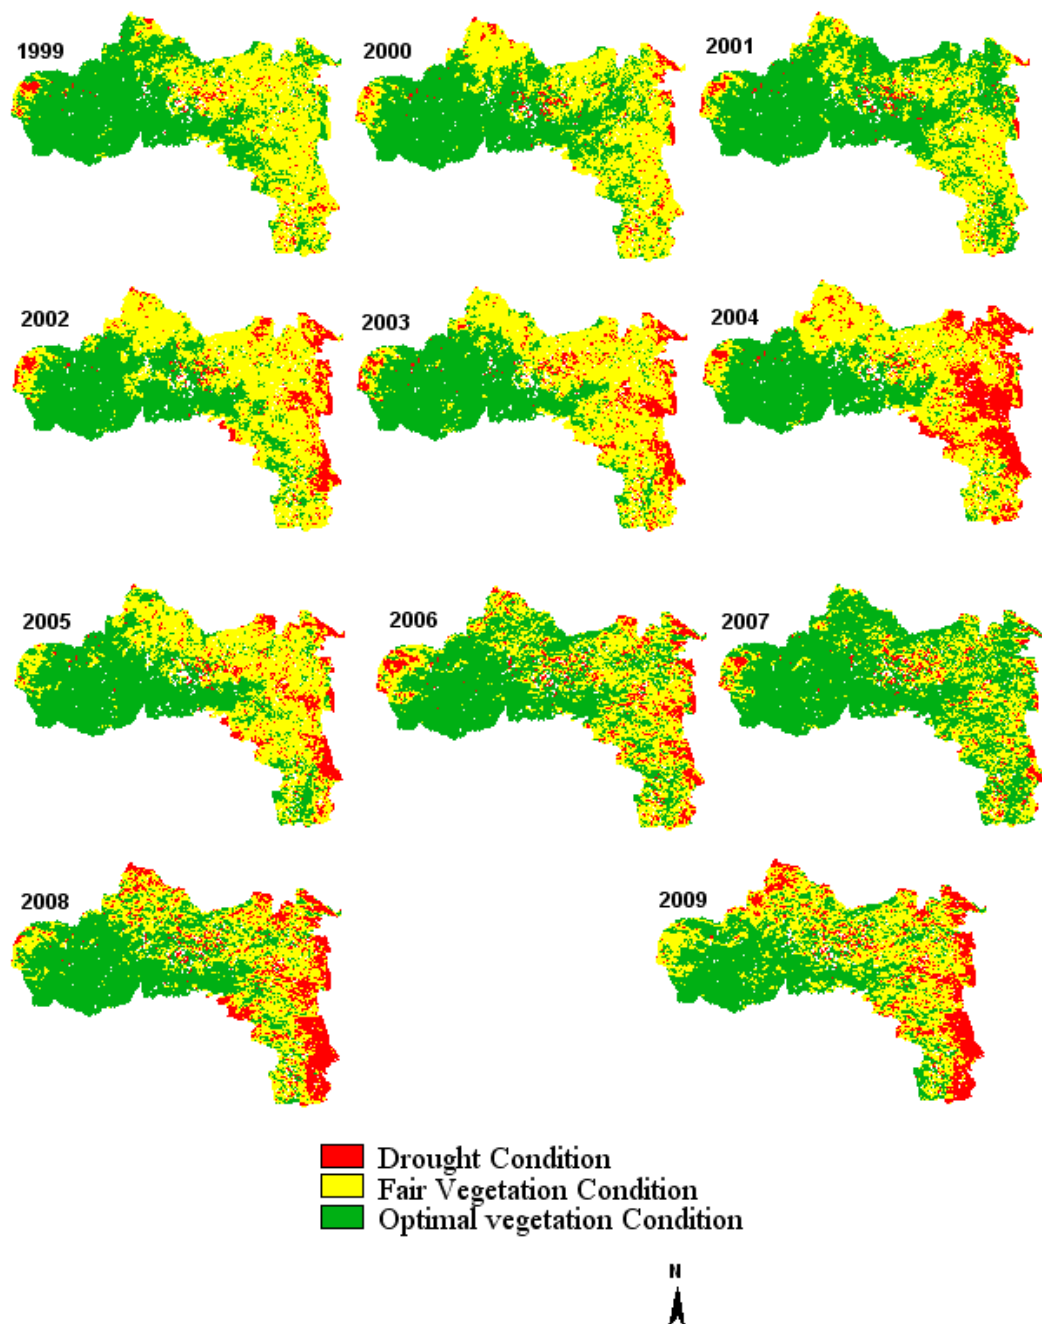 1999
2000
2001
2002
2003
2004
2005
2006
2007
2008
2009
Drought Condition
Fair Vegetation Condition
Optimal vegetation Condition
N